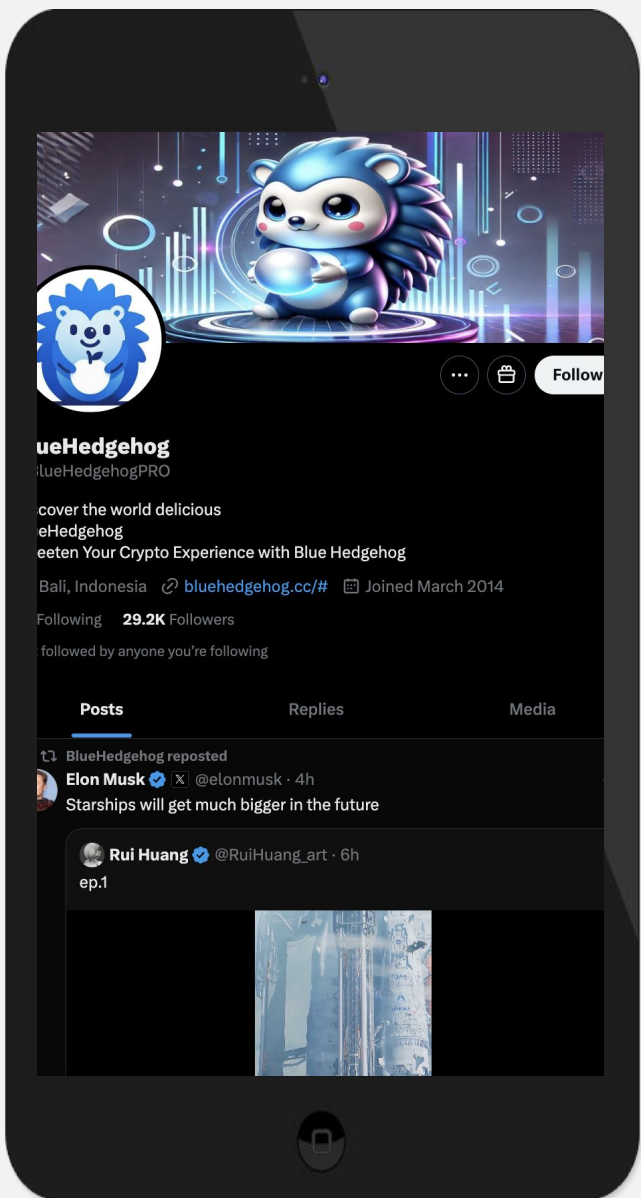 Follow
ueHedgehog
lueHedgehogPRO
cover the world delicious
eHedgehog
eeten Your Crypto Experience with Blue Hedgehog
Bali, Indonesia bluehedgehog.cc/# Joined March 2014
Following 29.2K Followers
followed by anyone you're following
Posts Replies Media
BlueHedgehog reposted
Elon Musk X @elonmusk · 4h
Starships will get much bigger in the future
Rui Huang @RuiHuang_art · 6h
ep.1